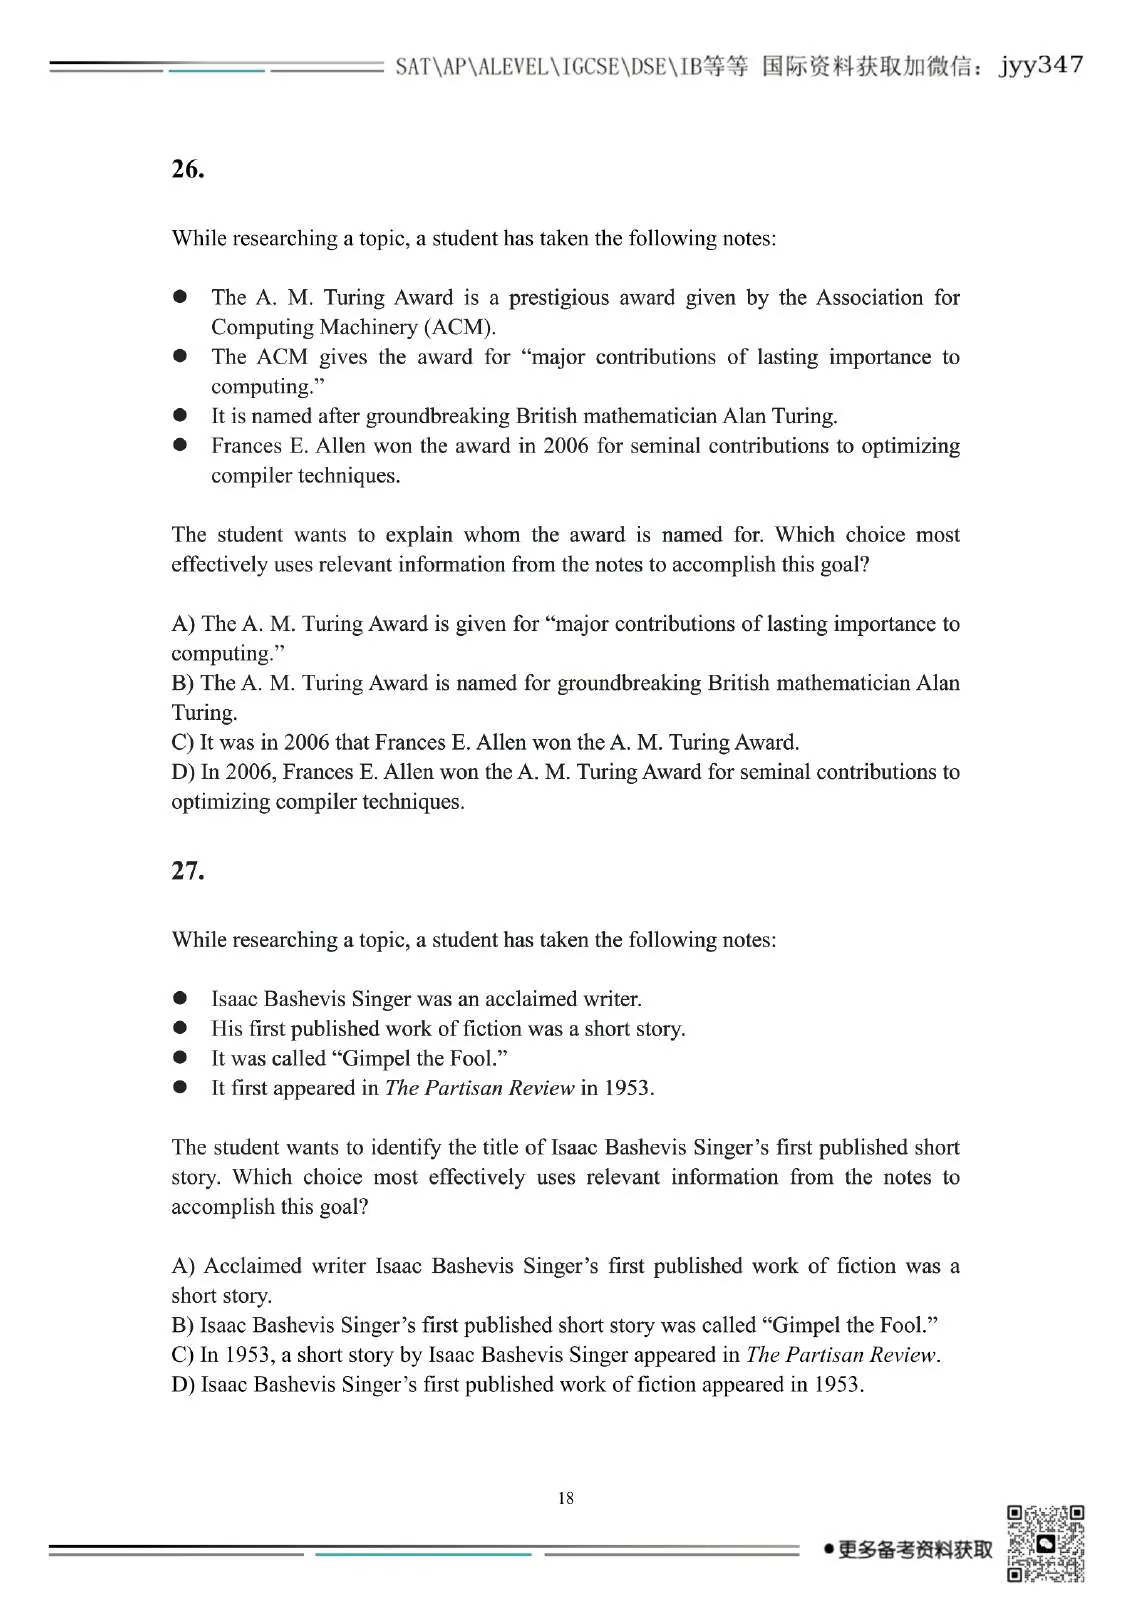 SAT\AP\ALEVEL\IGCSE\DSE\IB等等 国际资料获取加微信：jyy347
26.
While researching a topic, a student has taken the following notes:
● The A. M. Turing Award is a prestigious award given by the Association for
Computing Machinery (ACM).
● The ACM gives the award for “major contributions of lasting importance to
computing.”
● It is named after groundbreaking British mathematician Alan Turing.
● Frances E. Allen won the award in 2006 for seminal contributions to optimizing
compiler techniques.
The student wants to explain whom the award is named for. Which choice most
effectively uses relevant information from the notes to accomplish this goal?
A) The A. M. Turing Award is given for “major contributions of lasting importance to
computing.”
B) The A. M. Turing Award is named for groundbreaking British mathematician Alan
Turing.
C) It was in 2006 that Frances E. Allen won the A. M. Turing Award.
D) In 2006, Frances E. Allen won the A. M. Turing Award for seminal contributions to
optimizing compiler techniques.
27.
While researching a topic, a student has taken the following notes:
● Isaac Bashevis Singer was an acclaimed writer.
● His first published work of fiction was a short story.
● It was called “Gimpel the Fool.”
● It first appeared in The Partisan Review in 1953.
The student wants to identify the title of Isaac Bashevis Singer’s first published short
story. Which choice most effectively uses relevant information from the notes to
accomplish this goal?
A) Acclaimed writer Isaac Bashevis Singer’s first published work of fiction was a
short story.
B) Isaac Bashevis Singer’s first published short story was called “Gimpel the Fool.”
C) In 1953, a short story by Isaac Bashevis Singer appeared in The Partisan Review.
D) Isaac Bashevis Singer’s first published work of fiction appeared in 1953.
18
●更多备考资料获取